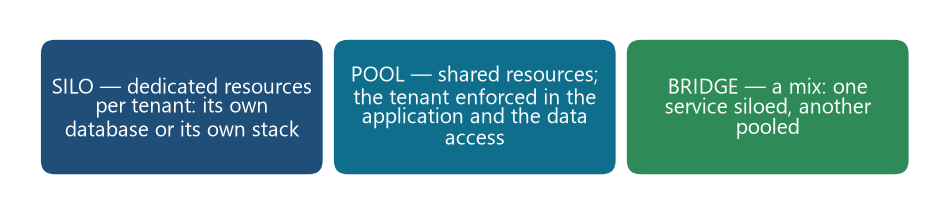 SILO — dedicated resources
per tenant: its own
database or its own stack
POOL — shared resources;
the tenant enforced in the
application and the data
access
BRIDGE — a mix: one
service siloed, another
pooled